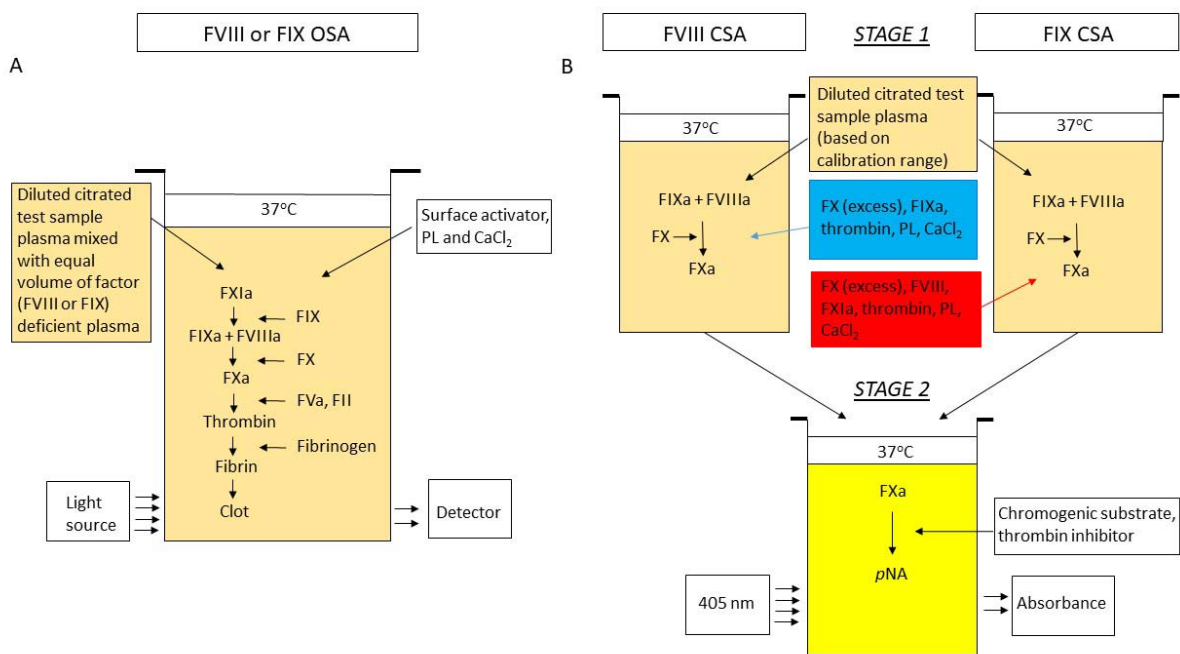 FVIII or FIX OSA
A
Diluted citrated
test sample
plasma mixed
with equal
volume of factor
(FVIII or FIX)
deficient plasma
37°C
Surface activator,
PL and CaCl₂
FXIa
FIX
FIXa + FVIIIa
FX
FXa
FVa, FII
Thrombin
Fibrinogen
Fibrin
Clot
Light
source
Detector
FVIII CSA
STAGE 1
FIX CSA
B
37°C
Diluted citrated test
sample plasma
(based on
calibration range)
37°C
FIXa + FVIIIa
FX
FXa
FX (excess), FIXa,
thrombin, PL, CaCl₂
FIXa + FVIIIa
FX
FXa
FX (excess), FVIII,
FXIa, thrombin, PL,
CaCl₂
STAGE 2
37°C
FXa
Chromogenic substrate,
thrombin inhibitor
pNA
405 nm
Absorbance